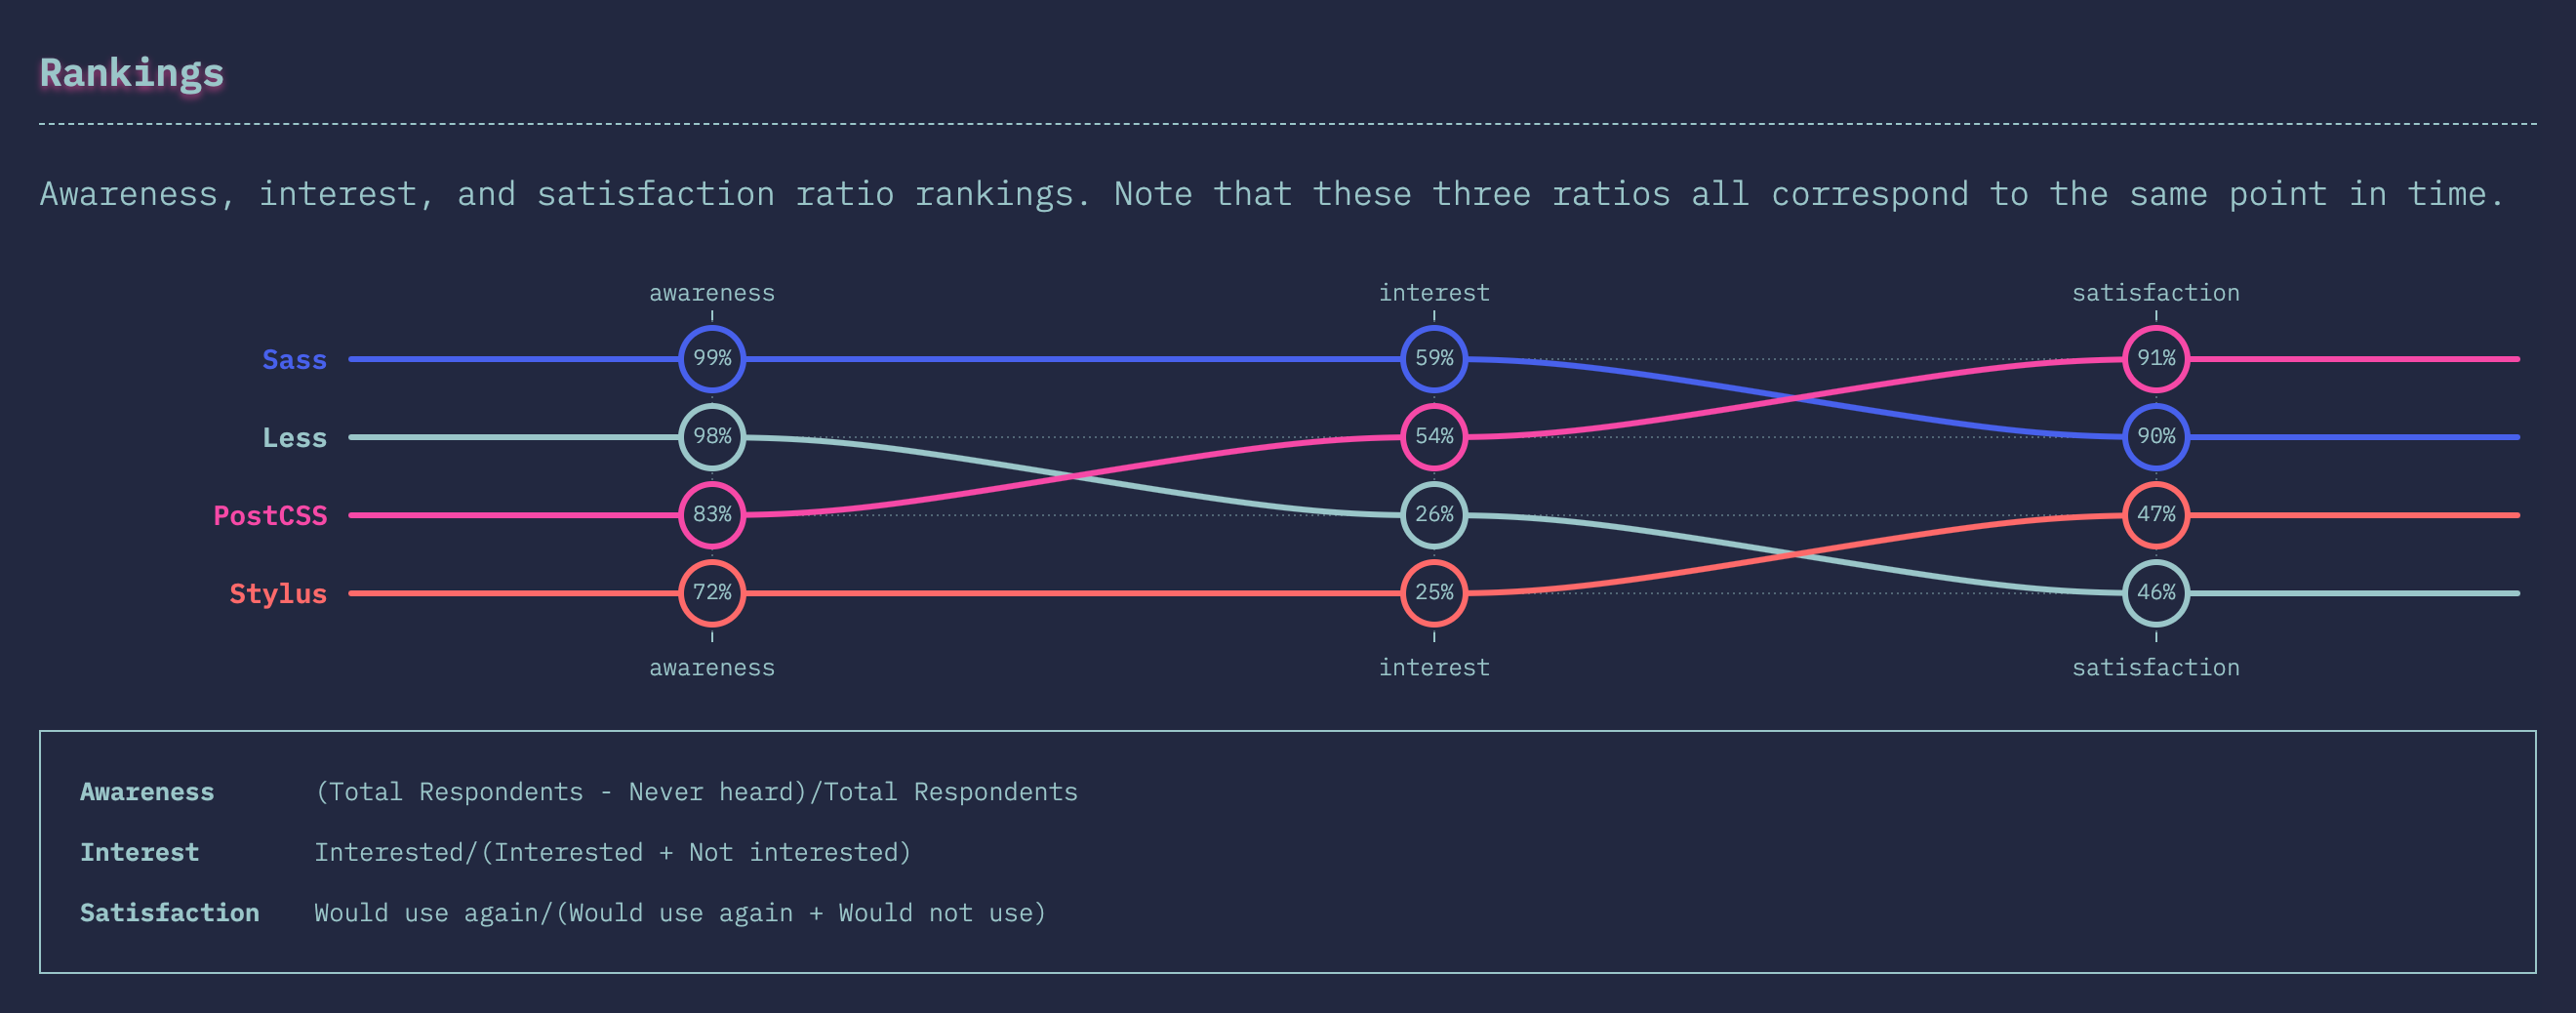 Rankings
Awareness, interest, and satisfaction ratio rankings. Note that these three ratios all correspond to the same point in time.
awareness interest satisfaction
Sass 99% 59% 91%
Less 98% 54% 90%
PostCSS 83% 26% 47%
Stylus 72% 25% 46%
awareness interest satisfaction
Awareness (Total Respondents - Never heard)/Total Respondents
Interest Interested/(Interested + Not interested)
Satisfaction Would use again/(Would use again + Would not use)